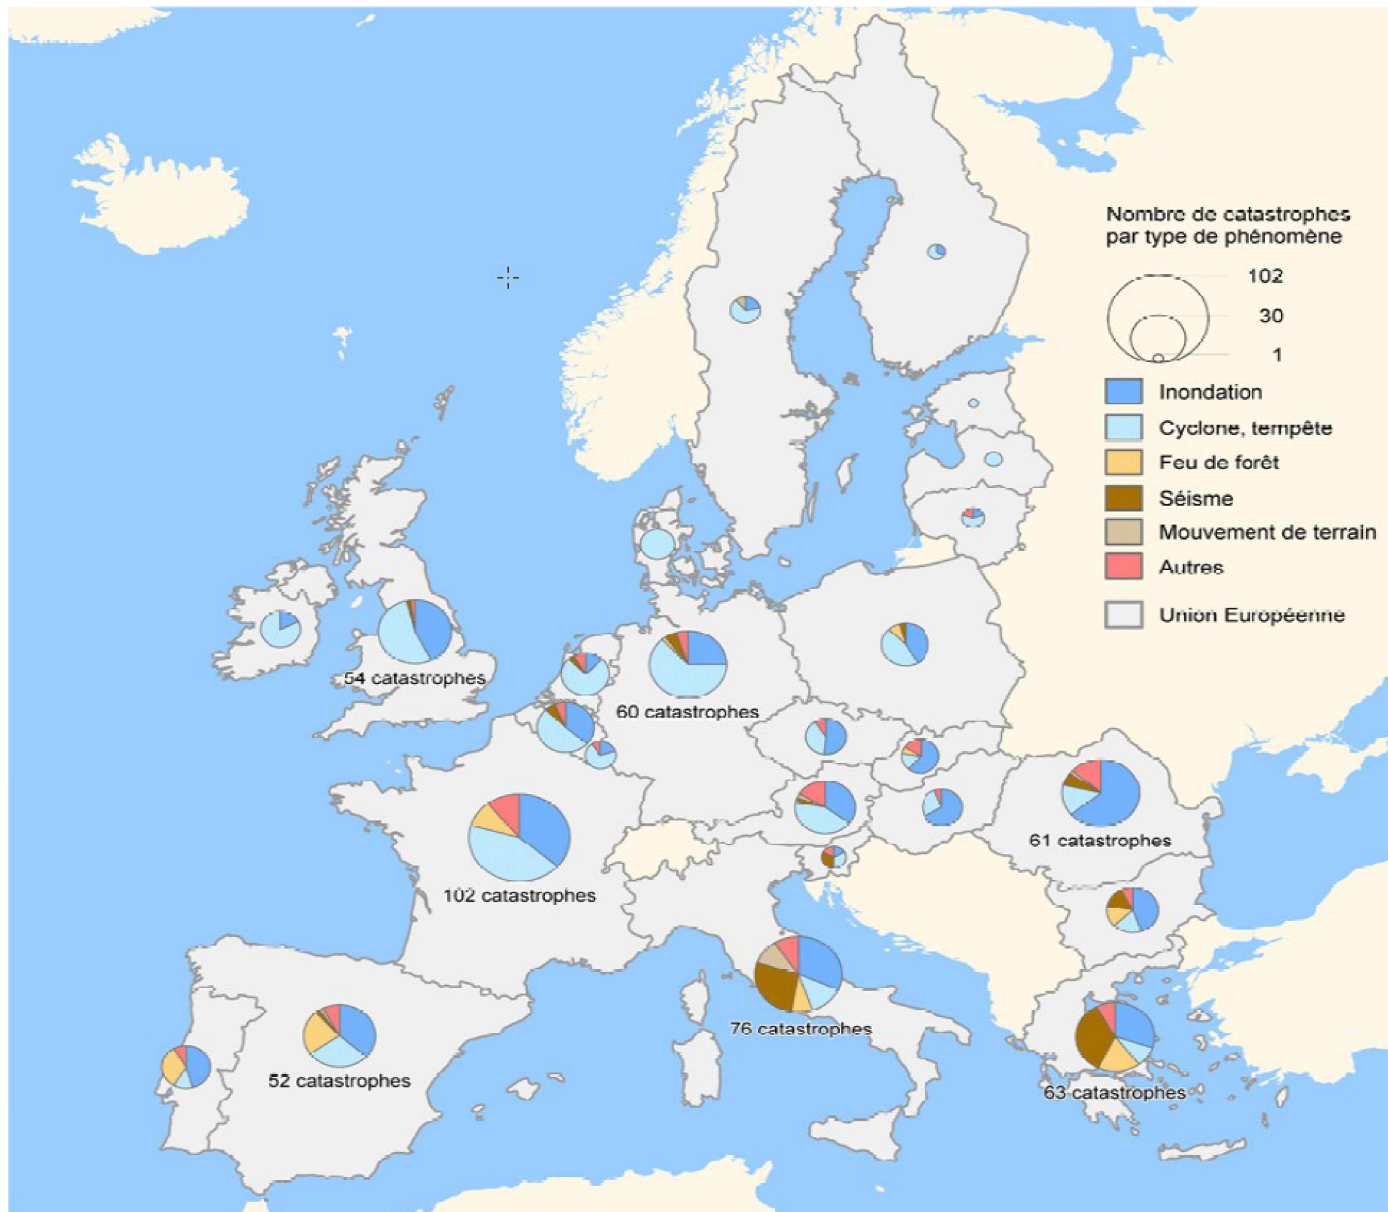 Nombre de catastrophes
par type de phénomène
102
30
1
Inondation
Cyclone, tempête
Feu de forêt
Séisme
Mouvement de terrain
Autres
Union Européenne
54 catastrophes
60 catastrophes
61 catastrophes
102 catastrophes
76 catastrophes
52 catastrophes
63 catastrophes